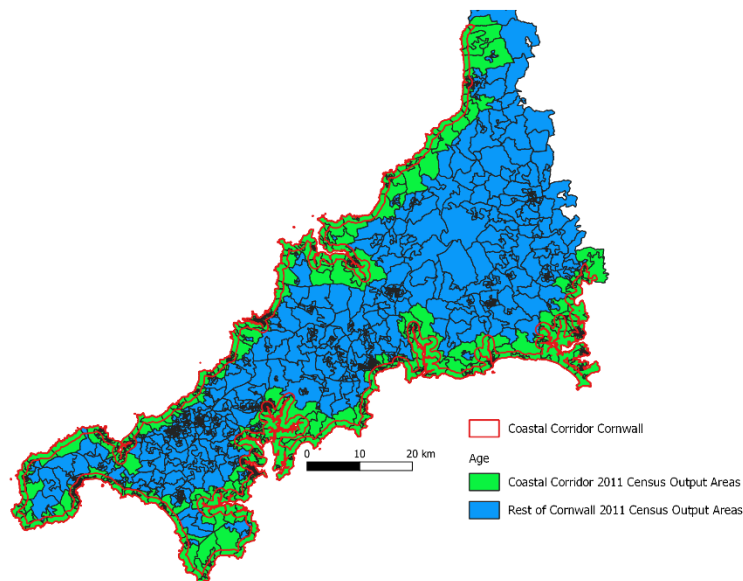 Coastal Corridor Cornwall
Age
Coastal Corridor 2011 Census Output Areas
Rest of Cornwall 2011 Census Output Areas
0 10 20 km